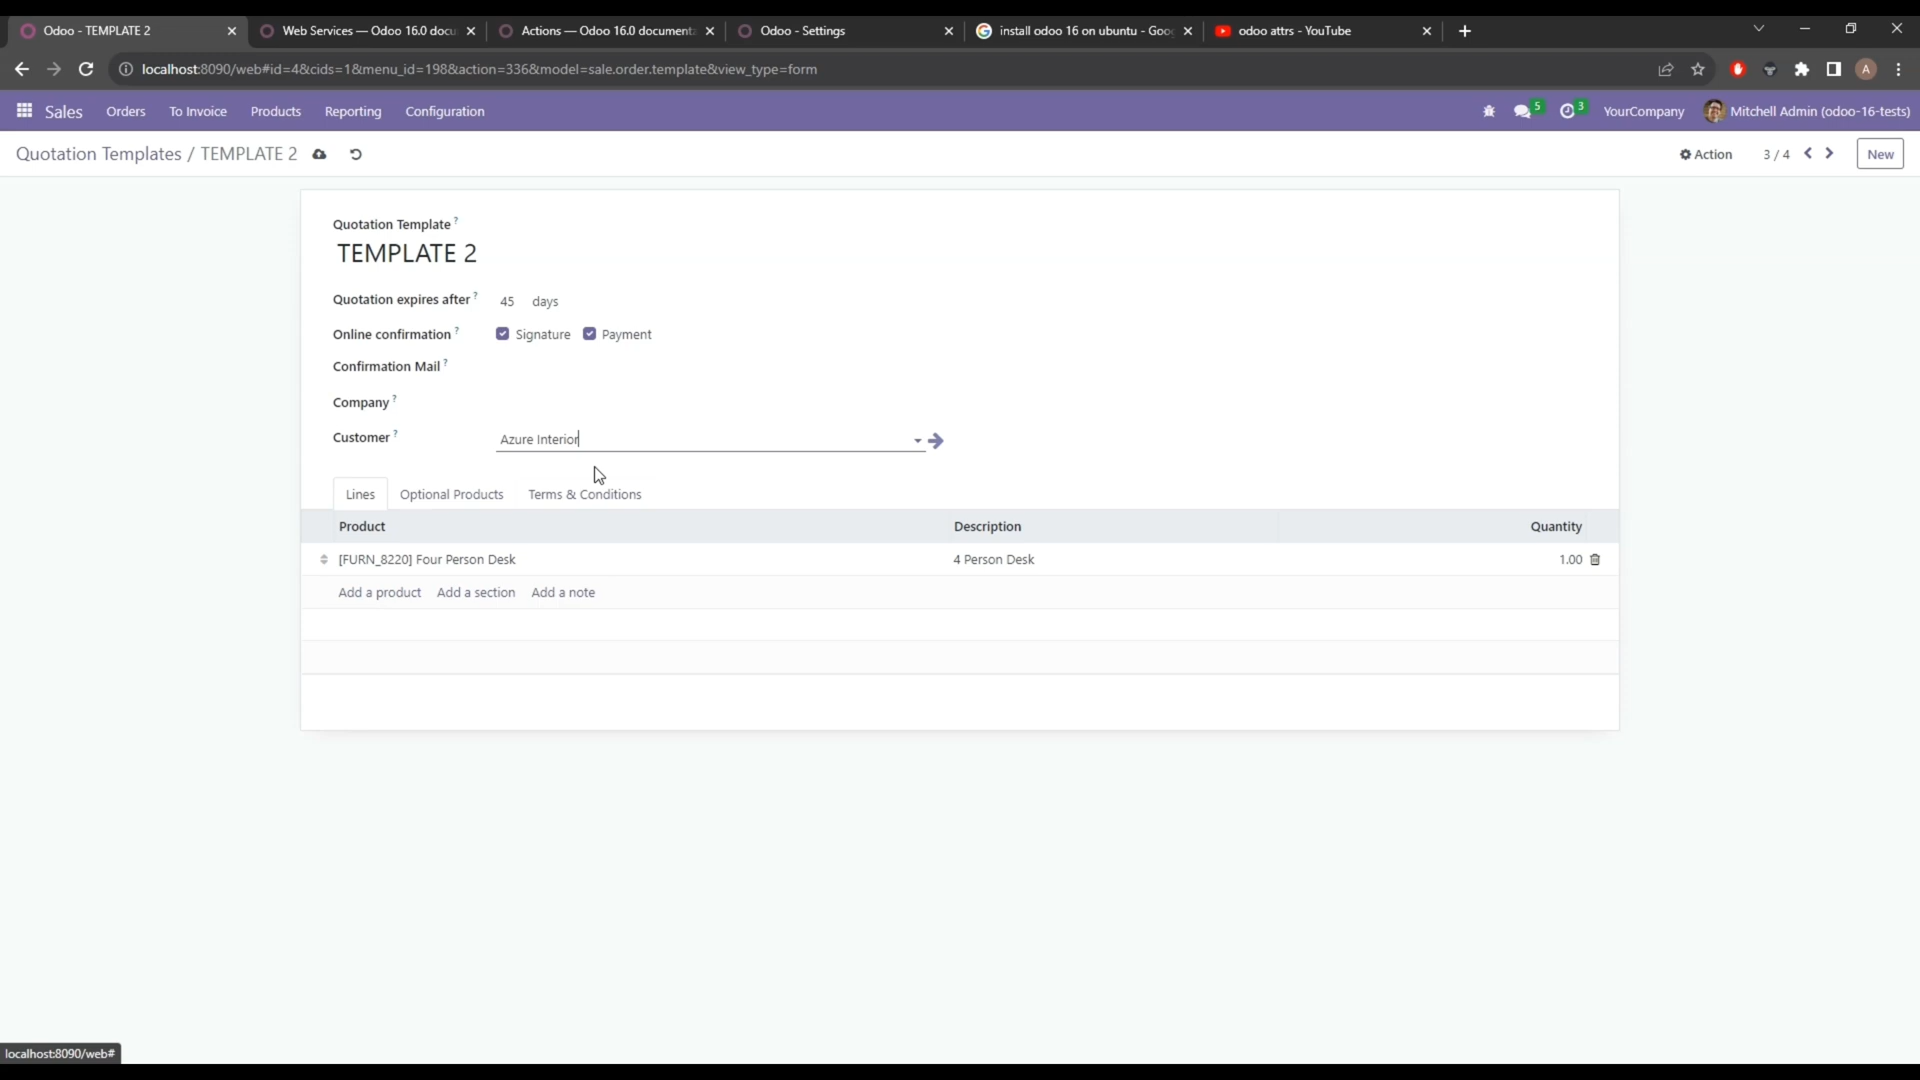 Odoo - TEMPLATE 2
Web Services — Odoo 16.0 docu
Actions — Odoo 16.0 document
Odoo - Settings
install odoo 16 on ubuntu - Goo
odoo attrs - YouTube
localhost:8090/web#id=4&cids=1&menu_id=198&action=336&model=sale.order.template&view_type=form
A
Sales Orders To Invoice Products Reporting Configuration
5 3 YourCompany Mitchell Admin (odoo-16-tests)
Quotation Templates / TEMPLATE 2
Action 3 / 4 New
Quotation Template ?
TEMPLATE 2
Quotation expires after ? 45 days
Online confirmation ? Signature Payment
Confirmation Mail ?
Company ?
Customer ? Azure Interior
Lines Optional Products Terms & Conditions
Product Description Quantity
[FURN_8220] Four Person Desk 4 Person Desk 1.00
Add a product Add a section Add a note
localhost:8090/web#